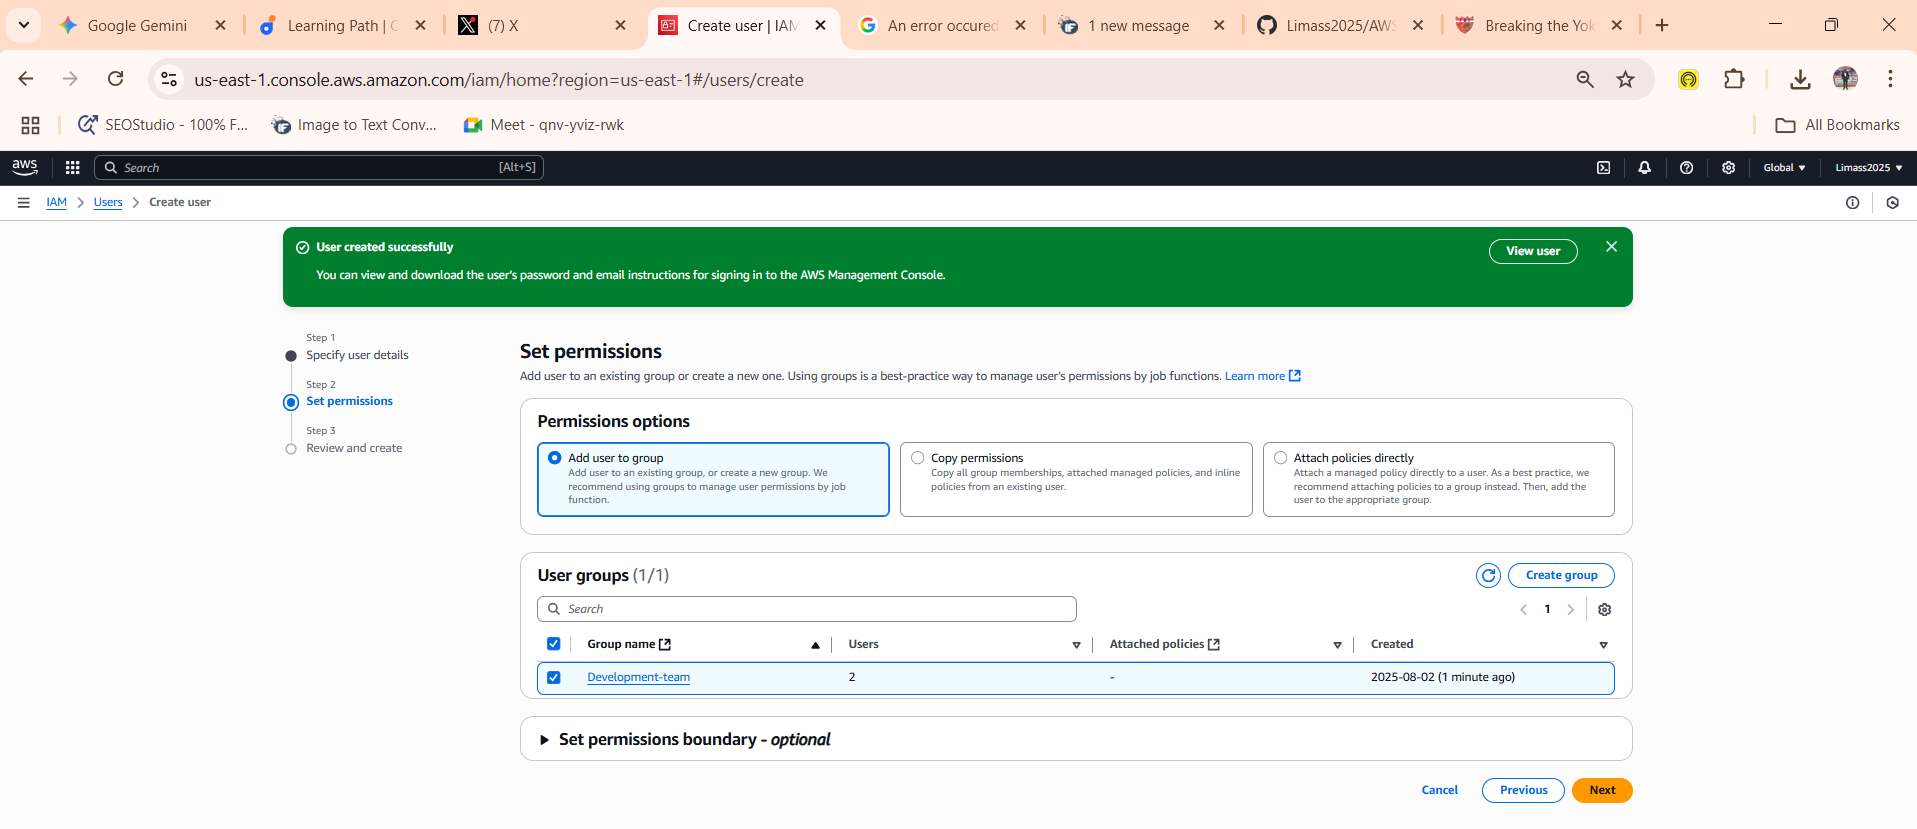 Google Gemini
Learning Path | C
(7) X
Create user | IAM
An error occured
1 new message
Limass2025/AWS
Breaking the Yok
us-east-1.console.aws.amazon.com/iam/home?region=us-east-1#/users/create
SEOStudio - 100% F...
Image to Text Conv...
Meet - qnv-yviz-rwk
All Bookmarks
aws
Search
[Alt+S]
Global
Limass2025
IAM
Users
Create user
User created successfully
You can view and download the user's password and email instructions for signing in to the AWS Management Console.
View user
Step 1
Specify user details
Step 2
Set permissions
Step 3
Review and create
Set permissions
Add user to an existing group or create a new one. Using groups is a best-practice way to manage user's permissions by job functions. Learn more
Permissions options
Add user to group
Add user to an existing group, or create a new group. We
recommend using groups to manage user permissions by job
function.
Copy permissions
Copy all group memberships, attached managed policies, and inline
policies from an existing user.
Attach policies directly
Attach a managed policy directly to a user. As a best practice, we
recommend attaching policies to a group instead. Then, add the
user to the appropriate group.
User groups (1/1)
Create group
Search
1
Group name
Users
Attached policies
Created
Development-team
2
-
2025-08-02 (1 minute ago)
Set permissions boundary - optional
Cancel
Previous
Next